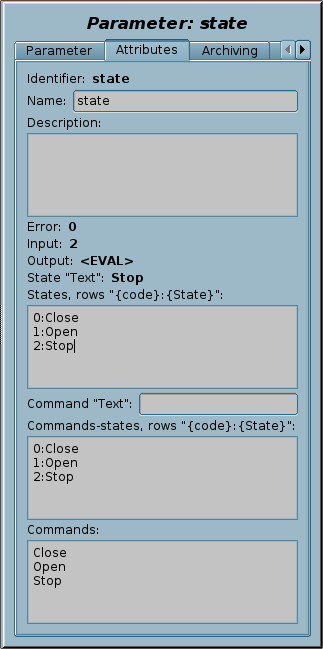 Parameter: state
Parameter Attributes Archiving
Identifier: state
Name: state
Description:
Error: 0
Input: 2
Output: <EVAL>
State "Text": Stop
States, rows "{code}:{State}":
0:Close
1:Open
2:Stop
Command "Text":
Commands-states, rows "{code}:{State}":
0:Close
1:Open
2:Stop
Commands:
Close
Open
Stop